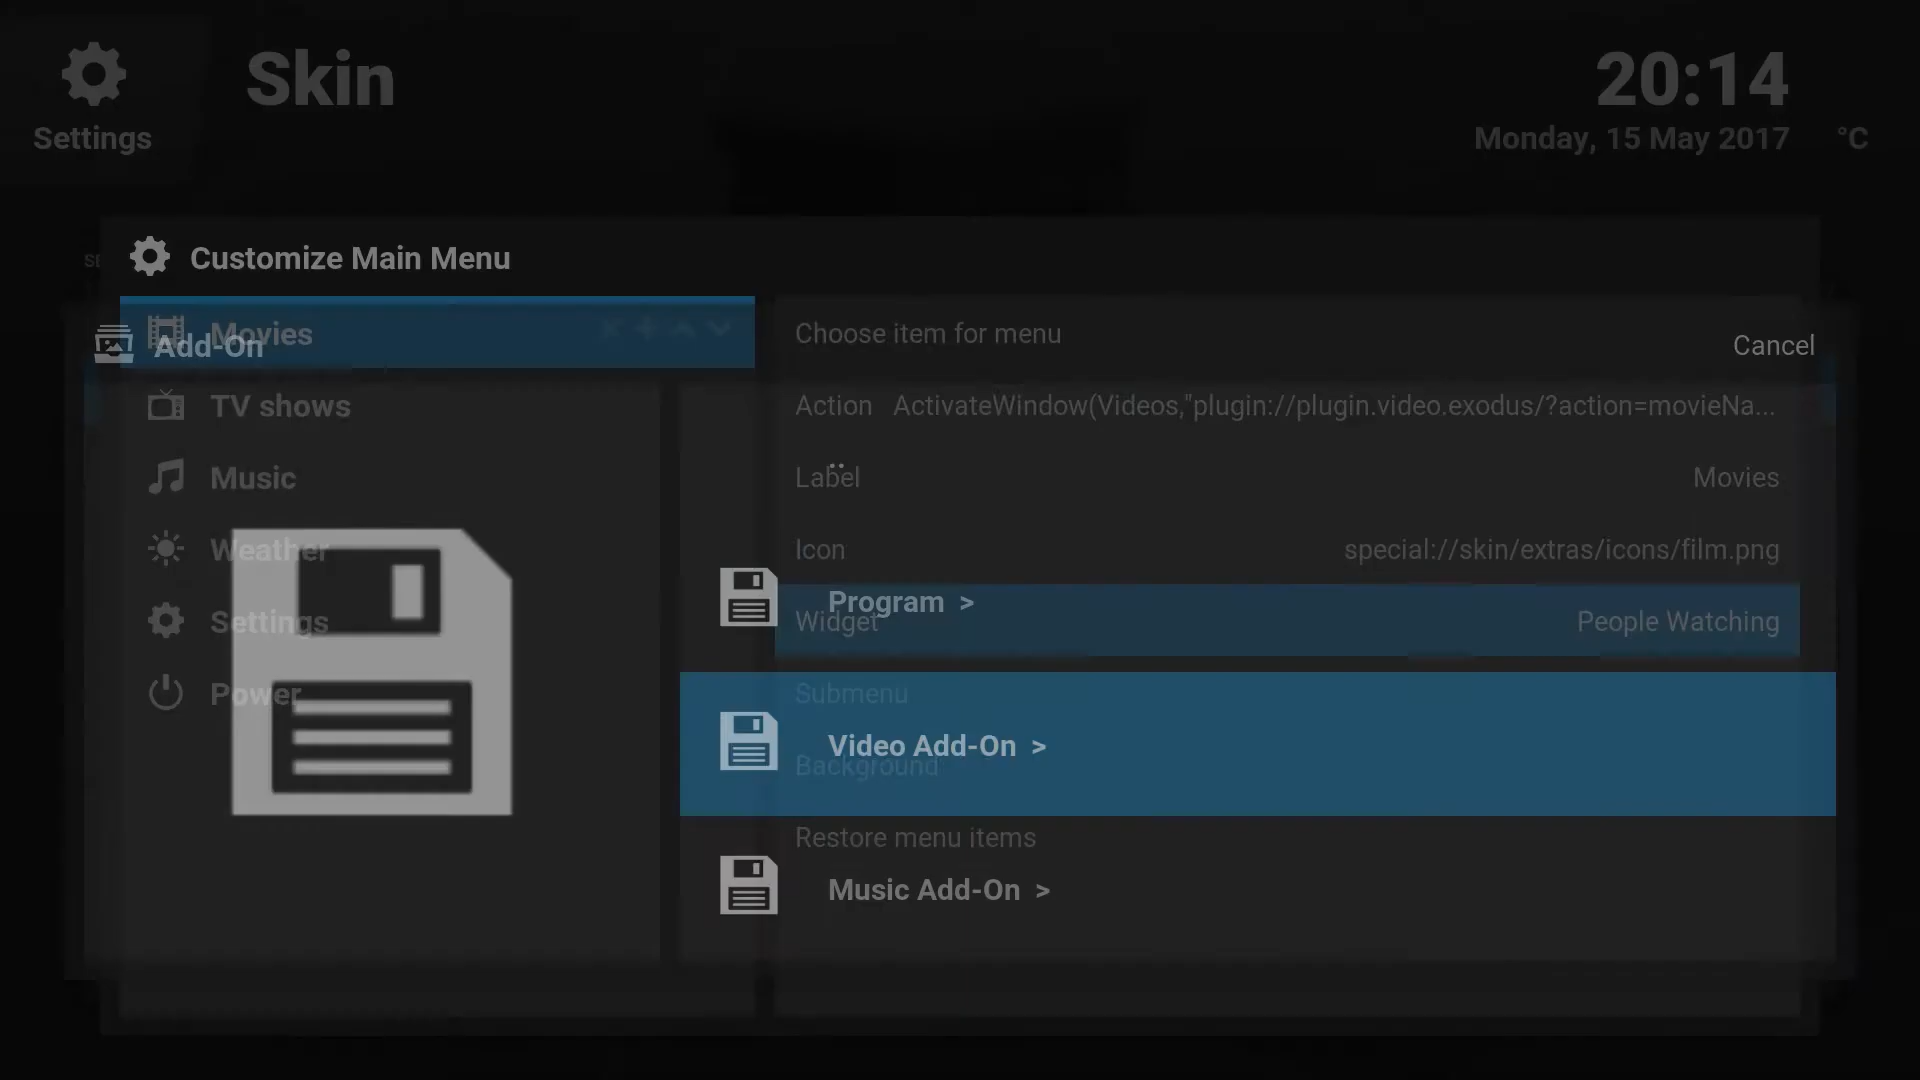 Skin
20:14
Settings
Monday, 15 May 2017 °C
Customize Main Menu
Movies
Choose item for menu
Add-On
Cancel
TV shows
Action ActivateWindow(Videos,"plugin://plugin.video.exodus/?action=movieNa...
..
Music
Label Movies
Weather
Icon special://skin/extras/icons/film.png
Program >
Settings
Widget People Watching
Power
Submenu
Video Add-On >
Background
Restore menu items
Music Add-On >